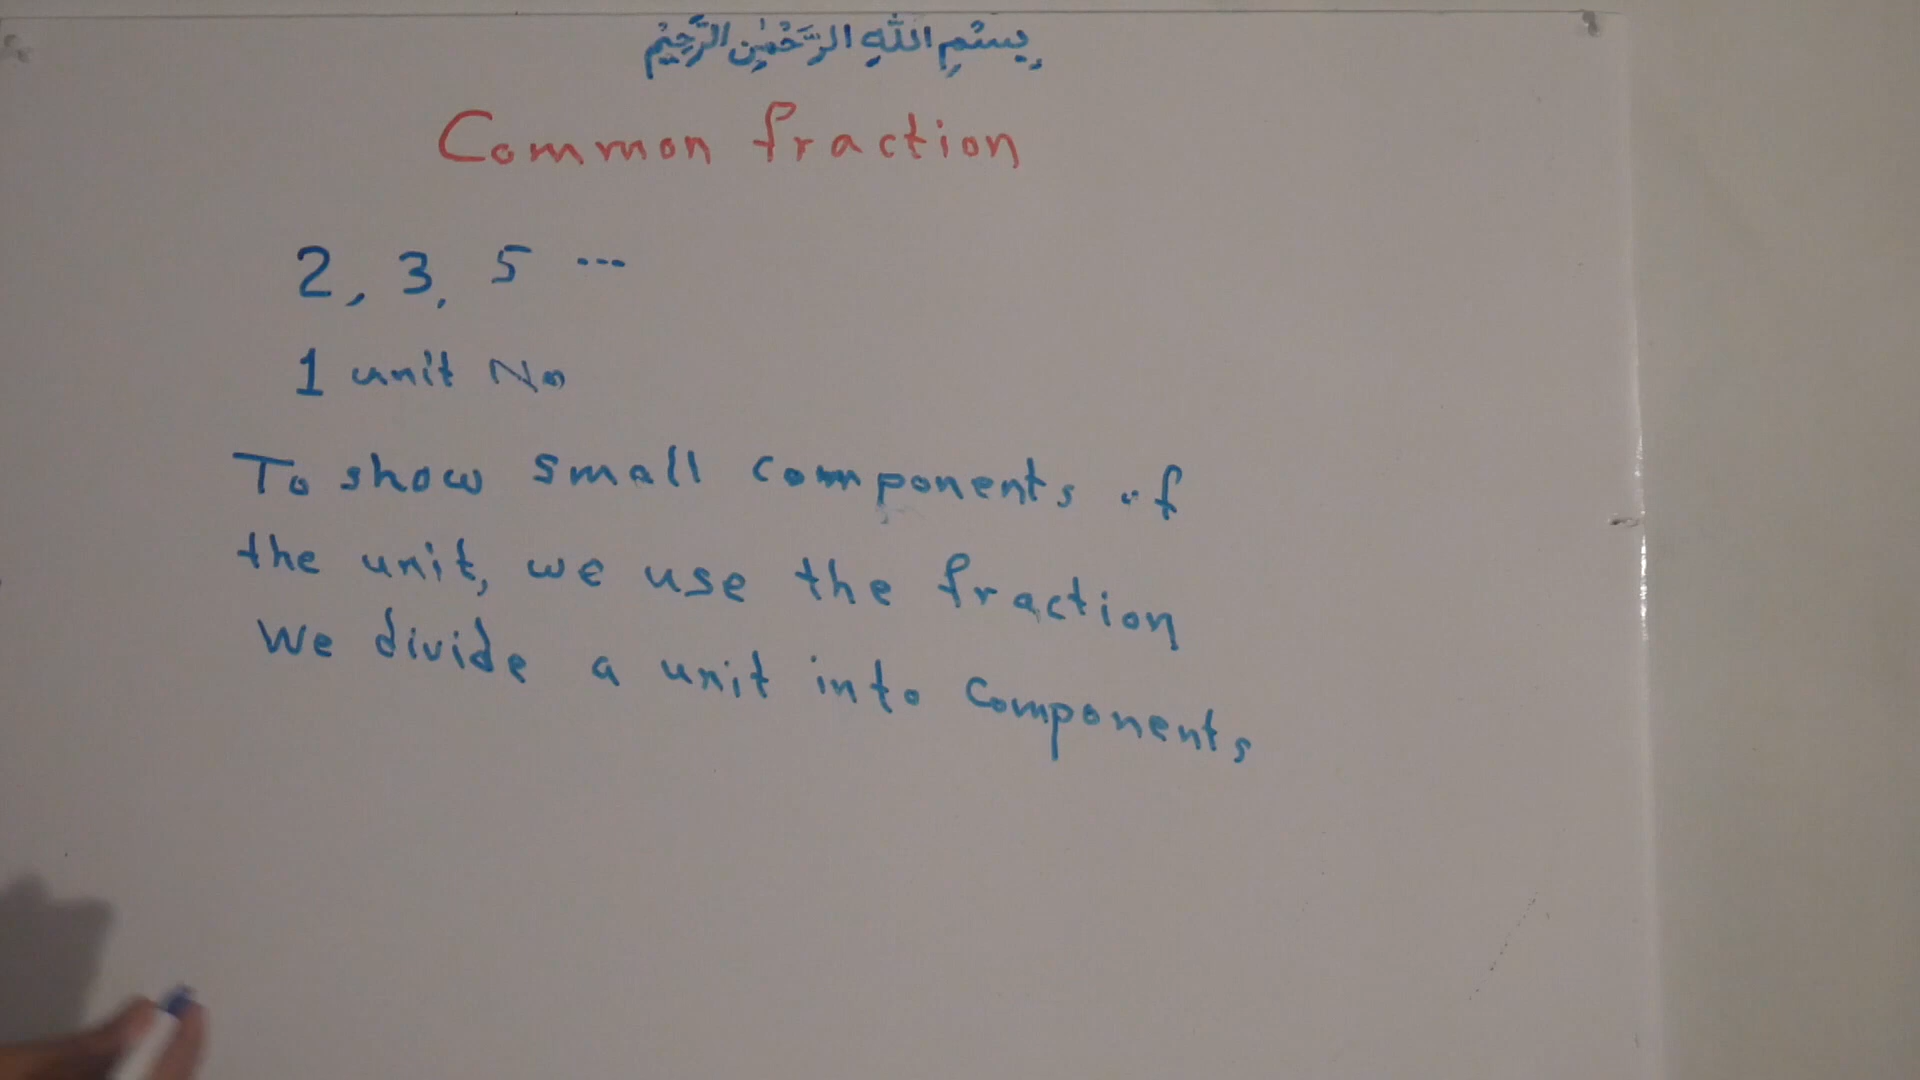 بِسْمِ اللّٰهِ الرَّحْمٰنِ الرَّحِيْمِ
Common fraction
2, 3, 5 ...
1 unit No
To show small components of
the unit, we use the fraction
We divide a unit into components